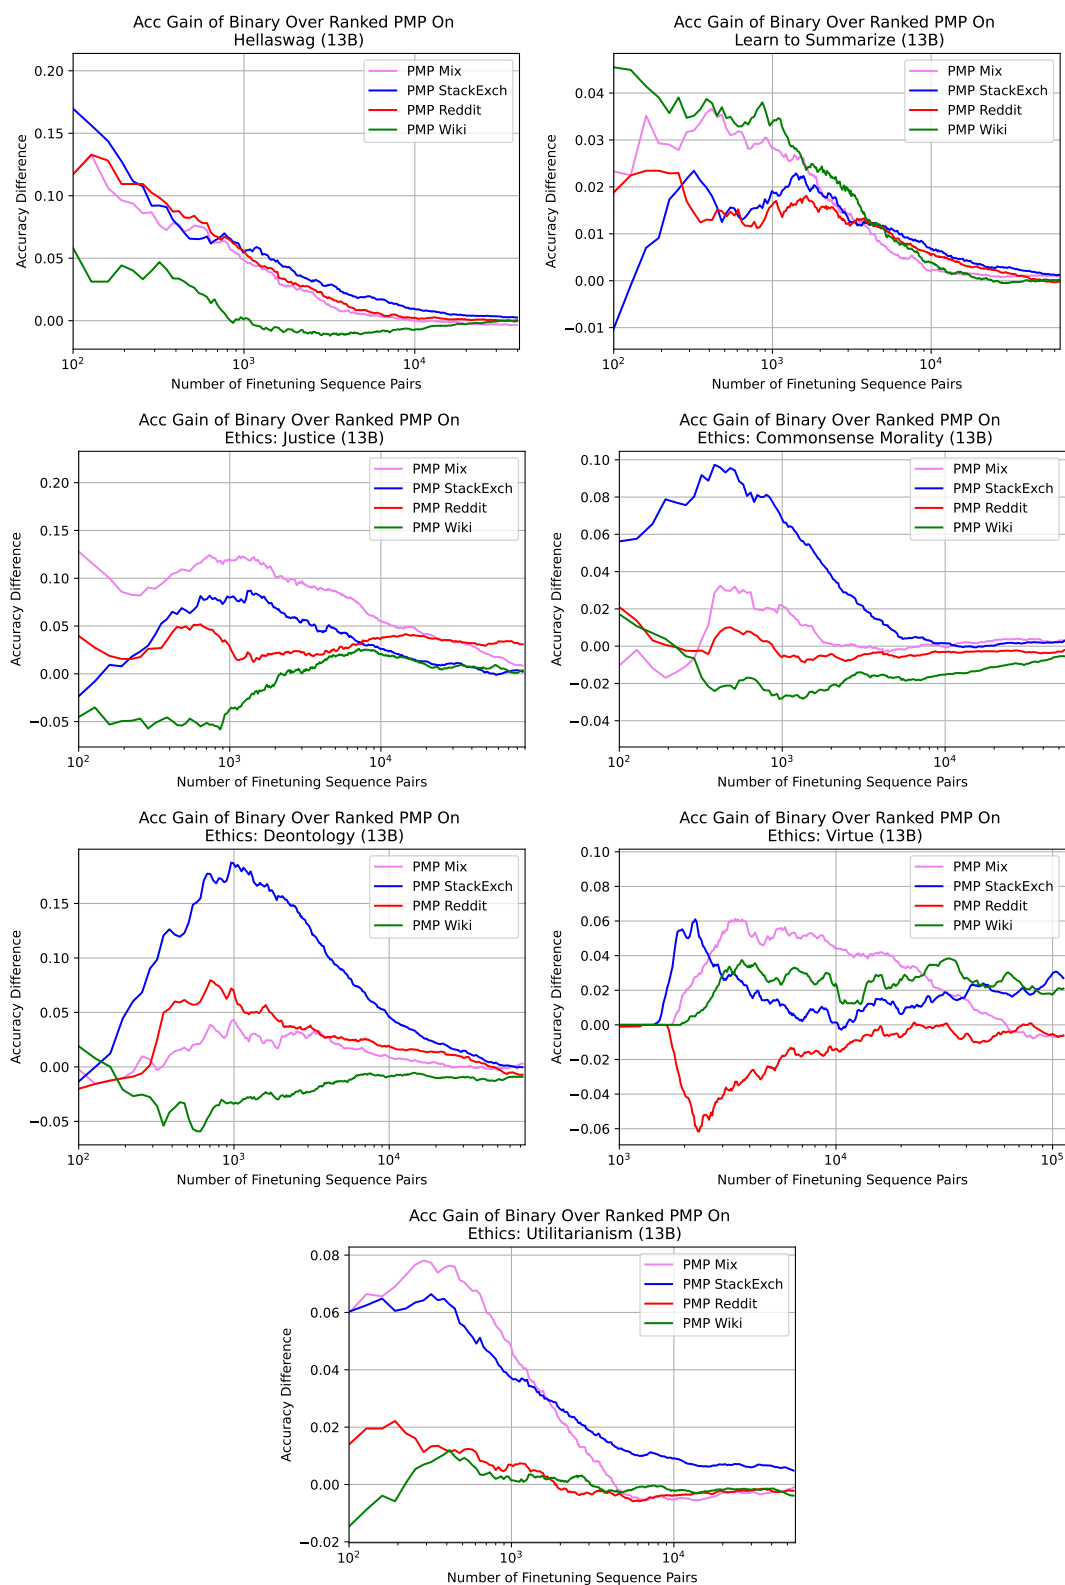 Acc Gain of Binary Over Ranked PMP On
Hellaswag (13B)
Accuracy Difference
0.20
0.15
0.10
0.05
0.00
PMP Mix
PMP StackExch
PMP Reddit
PMP Wiki
10² 10³ 10⁴
Number of Finetuning Sequence Pairs
Acc Gain of Binary Over Ranked PMP On
Learn to Summarize (13B)
Accuracy Difference
0.04
0.03
0.02
0.01
0.00
−0.01
PMP Mix
PMP StackExch
PMP Reddit
PMP Wiki
10² 10³ 10⁴
Number of Finetuning Sequence Pairs
Acc Gain of Binary Over Ranked PMP On
Ethics: Justice (13B)
Accuracy Difference
0.20
0.15
0.10
0.05
0.00
−0.05
PMP Mix
PMP StackExch
PMP Reddit
PMP Wiki
10² 10³ 10⁴
Number of Finetuning Sequence Pairs
Acc Gain of Binary Over Ranked PMP On
Ethics: Commonsense Morality (13B)
Accuracy Difference
0.10
0.08
0.06
0.04
0.02
0.00
−0.02
−0.04
PMP Mix
PMP StackExch
PMP Reddit
PMP Wiki
10² 10³ 10⁴
Number of Finetuning Sequence Pairs
Acc Gain of Binary Over Ranked PMP On
Ethics: Deontology (13B)
Accuracy Difference
0.15
0.10
0.05
0.00
−0.05
PMP Mix
PMP StackExch
PMP Reddit
PMP Wiki
10² 10³ 10⁴
Number of Finetuning Sequence Pairs
Acc Gain of Binary Over Ranked PMP On
Ethics: Virtue (13B)
Accuracy Difference
0.10
0.08
0.06
0.04
0.02
0.00
−0.02
−0.04
−0.06
PMP Mix
PMP StackExch
PMP Reddit
PMP Wiki
10³ 10⁴ 10⁵
Number of Finetuning Sequence Pairs
Acc Gain of Binary Over Ranked PMP On
Ethics: Utilitarianism (13B)
Accuracy Difference
0.08
0.06
0.04
0.02
0.00
−0.02
PMP Mix
PMP StackExch
PMP Reddit
PMP Wiki
10² 10³ 10⁴
Number of Finetuning Sequence Pairs